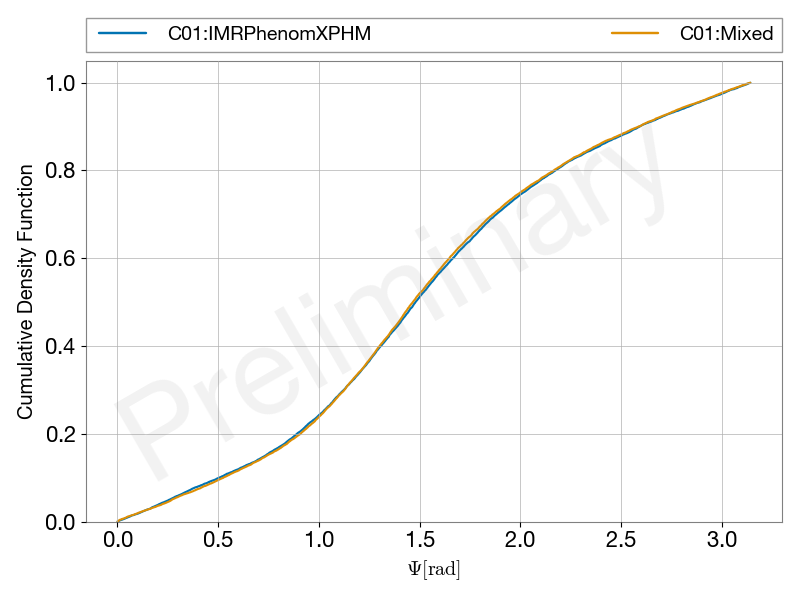 C01:IMRPhenomXPHM C01:Mixed
1.0
0.8
0.6
0.4
0.2
0.0
Cumulative Density Function
Preliminary
0.0 0.5 1.0 1.5 2.0 2.5 3.0
Ψ[rad]